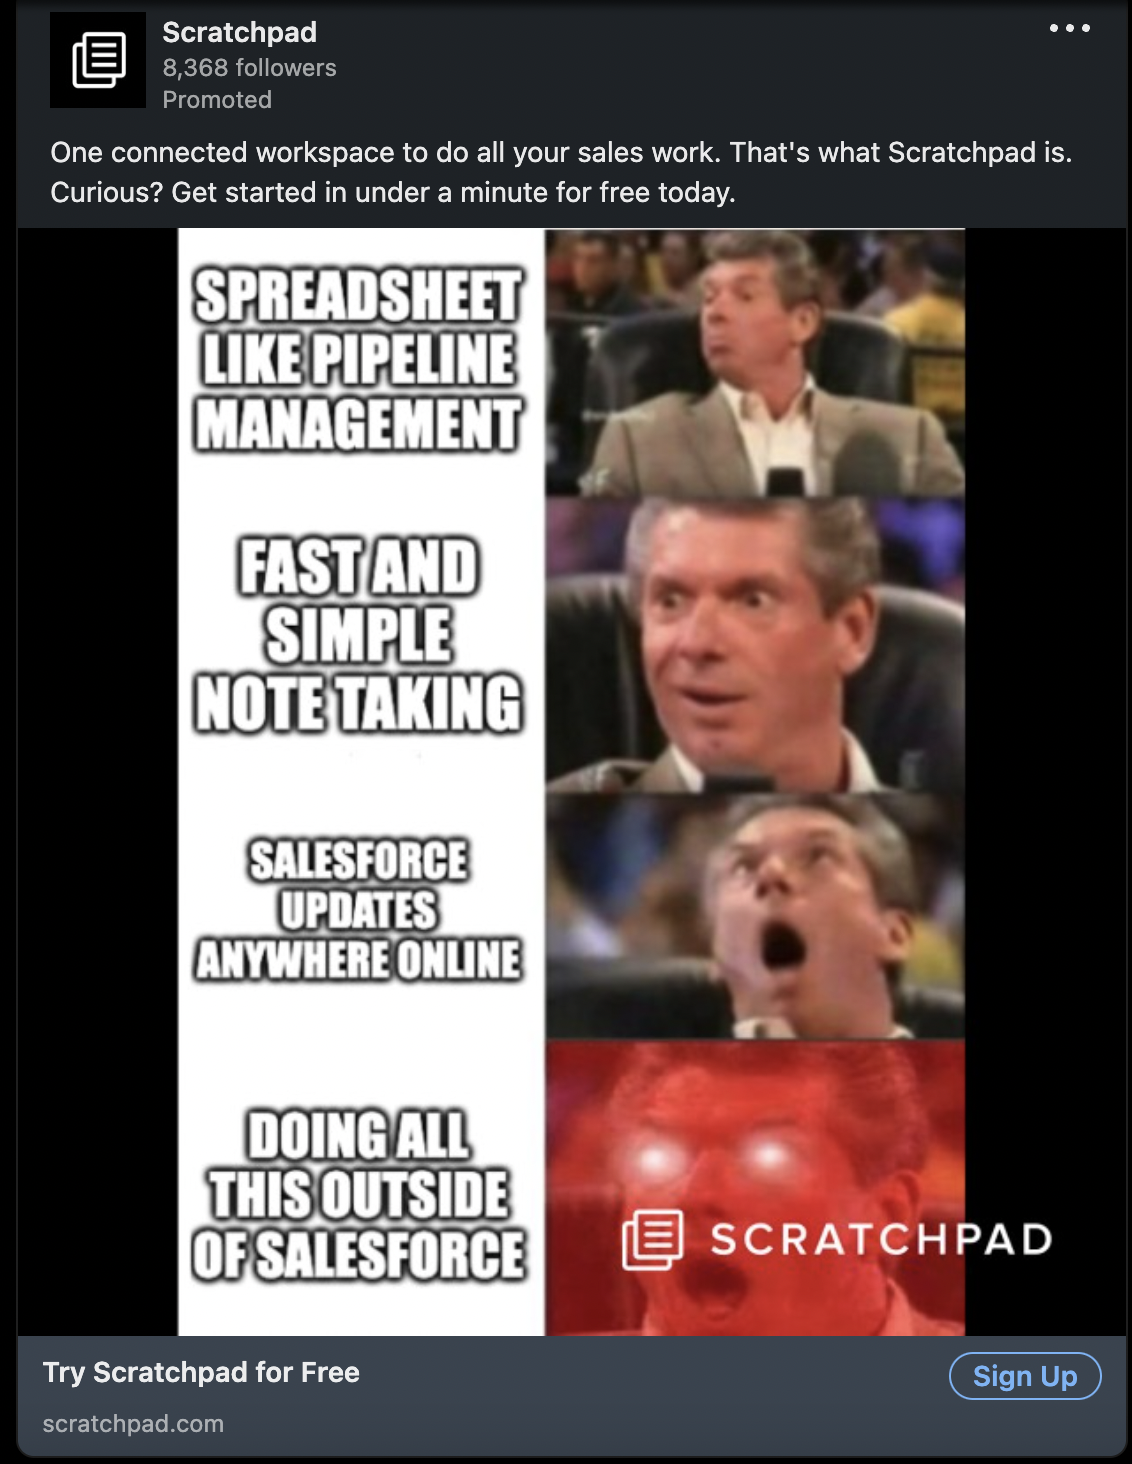 Scratchpad
8,368 followers
Promoted
One connected workspace to do all your sales work. That's what Scratchpad is.
Curious? Get started in under a minute for free today.
SPREADSHEET
LIKE PIPELINE
MANAGEMENT
FAST AND
SIMPLE
NOTE TAKING
SALESFORCE
UPDATES
ANYWHERE ONLINE
DOING ALL
THIS OUTSIDE
OF SALESFORCE
SCRATCHPAD
Try Scratchpad for Free
Sign Up
scratchpad.com